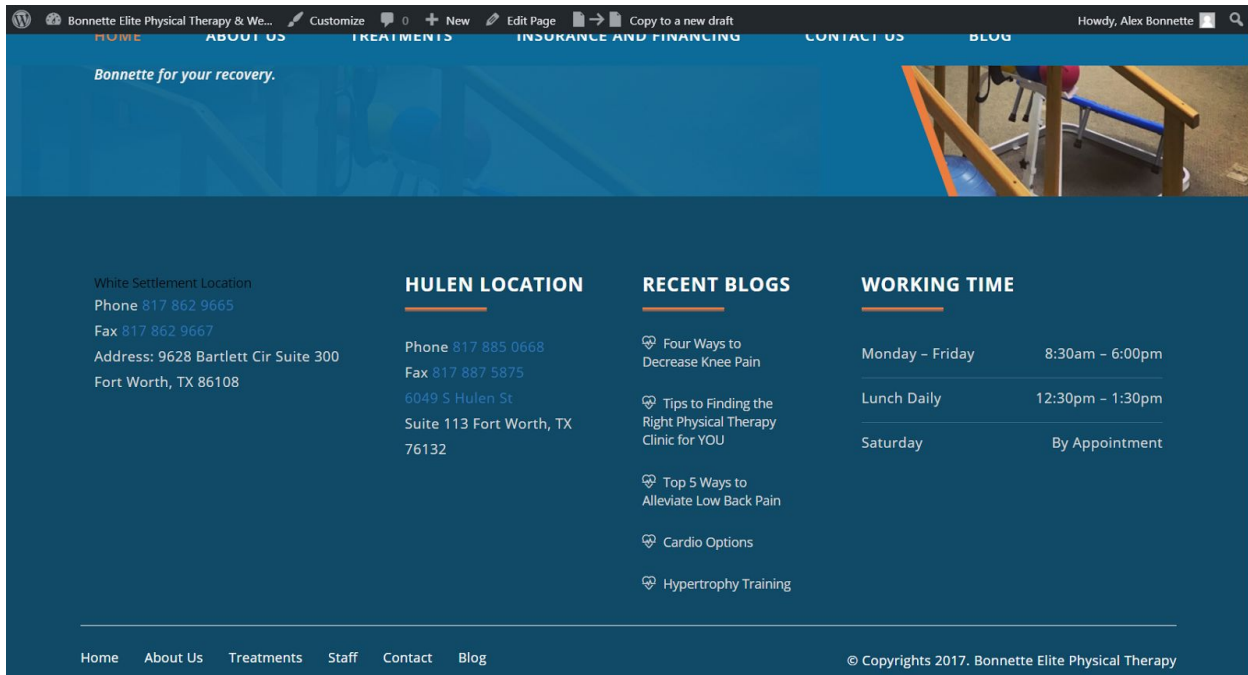 Bonnette Elite Physical Therapy & We... Customize 0 New Edit Page Copy to a new draft Howdy, Alex Bonnette
HOME ABOUT US TREATMENTS INSURANCE AND FINANCING CONTACT US BLOG
Bonnette for your recovery.
White Settlement Location
Phone 817 862 9665
Fax 817 862 9667
Address: 9628 Bartlett Cir Suite 300
Fort Worth, TX 86108
HULEN LOCATION
Phone 817 885 0668
Fax 817 887 5875
6049 S Hulen St
Suite 113 Fort Worth, TX
76132
RECENT BLOGS
Four Ways to
Decrease Knee Pain
Tips to Finding the
Right Physical Therapy
Clinic for YOU
Top 5 Ways to
Alleviate Low Back Pain
Cardio Options
Hypertrophy Training
WORKING TIME
Monday – Friday 8:30am – 6:00pm
Lunch Daily 12:30pm – 1:30pm
Saturday By Appointment
Home About Us Treatments Staff Contact Blog
© Copyrights 2017. Bonnette Elite Physical Therapy